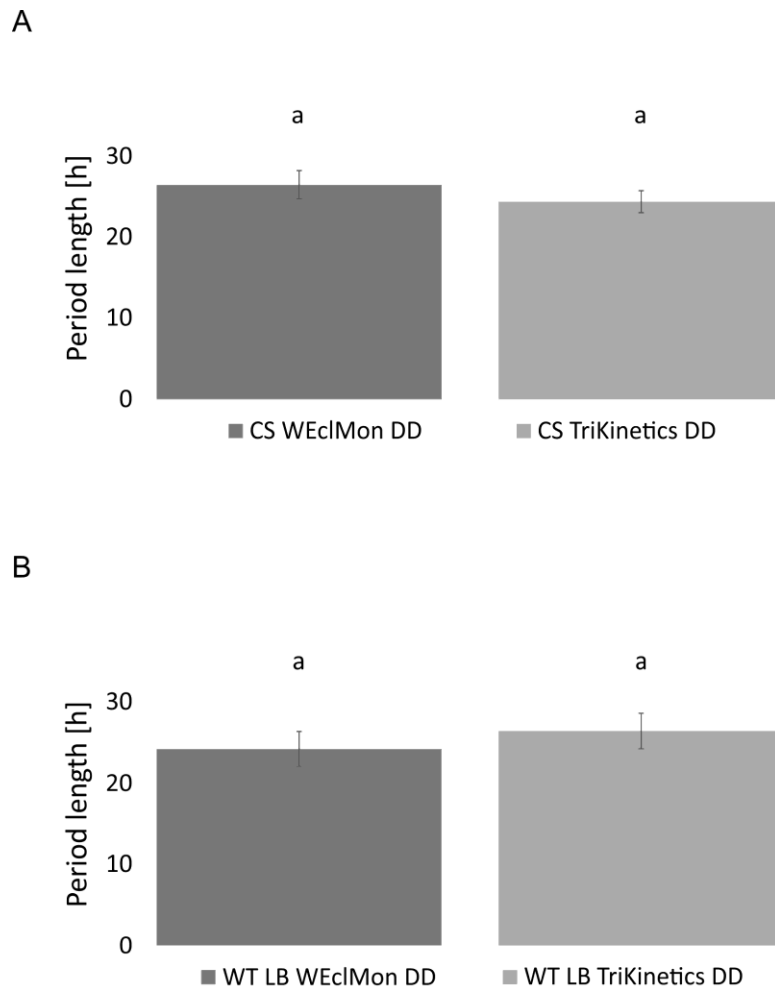 A
a a
Period length [h]
30
20
10
0
CS WEclMon DD CS TriKinetics DD
B
a a
Period length [h]
30
20
10
0
WT LB WEclMon DD WT LB TriKinetics DD